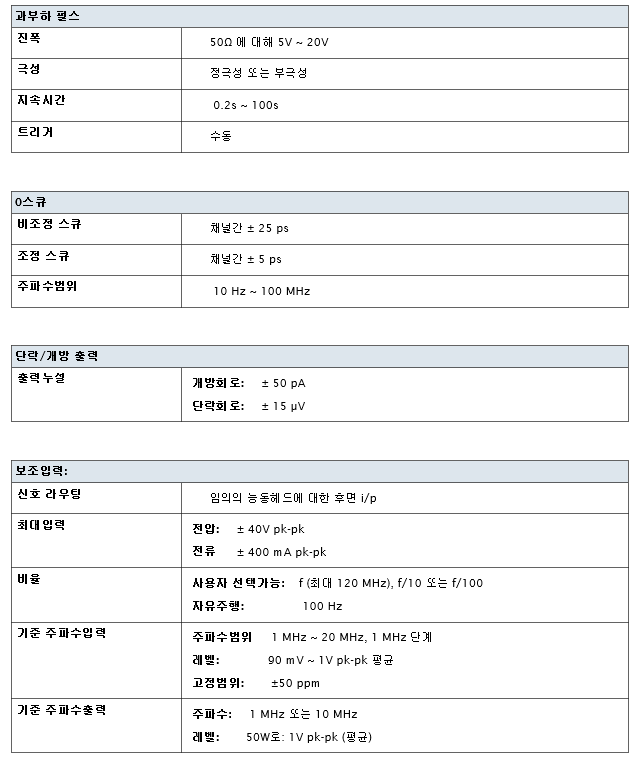 과부하 펄스
진폭 50Ω 에 대해 5V ~ 20V
극성 정극성 또는 부극성
지속시간 0.2s ~ 100s
트리거 수동
0스큐
비조정 스큐 채널간 ± 25 ps
조정 스큐 채널간 ± 5 ps
주파수범위 10 Hz ~ 100 MHz
단락/개방 출력
출력누설 개방회로: ± 50 pA
단락회로: ± 15 µV
보조입력:
신호 라우팅 임의의 능동헤드에 대한 후면 i/p
최대입력 전압: ± 40V pk-pk
전류 ± 400 mA pk-pk
비율 사용자 선택가능: f (최대 120 MHz), f/10 또는 f/100
자유주행: 100 Hz
기준 주파수입력 주파수범위 1 MHz ~ 20 MHz, 1 MHz 단계
레벨: 90 mV ~ 1V pk-pk 평균
고정범위: ±50 ppm
기준 주파수출력 주파수: 1 MHz 또는 10 MHz
레벨: 50W로: 1V pk-pk (평균)